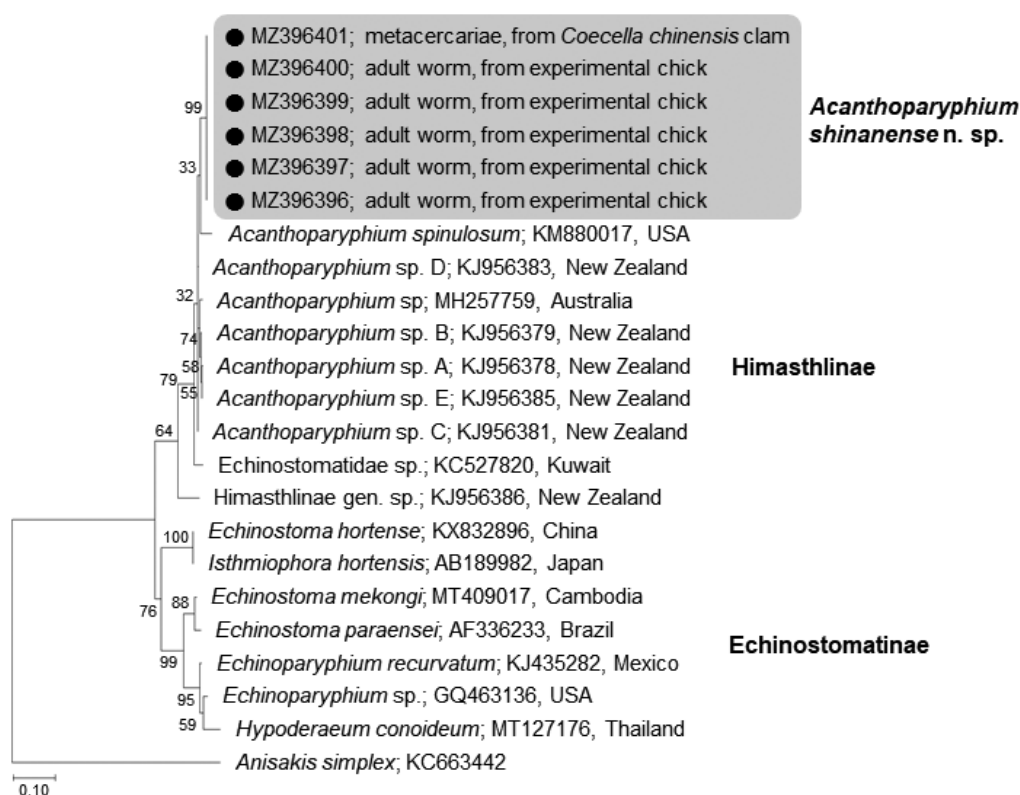 MZ396401; metacercariae, from Coecella chinensis clam
MZ396400; adult worm, from experimental chick
MZ396399; adult worm, from experimental chick
MZ396398; adult worm, from experimental chick
MZ396397; adult worm, from experimental chick
MZ396396; adult worm, from experimental chick
Acanthoparyphium
shinanense n. sp.
99
33
Acanthoparyphium spinulosum; KM880017, USA
Acanthoparyphium sp. D; KJ956383, New Zealand
32
Acanthoparyphium sp; MH257759, Australia
74
Acanthoparyphium sp. B; KJ956379, New Zealand
58
Acanthoparyphium sp. A; KJ956378, New Zealand
Himasthlinae
79
55
Acanthoparyphium sp. E; KJ956385, New Zealand
64
Acanthoparyphium sp. C; KJ956381, New Zealand
Echinostomatidae sp.; KC527820, Kuwait
Himasthlinae gen. sp.; KJ956386, New Zealand
100
Echinostoma hortense; KX832896, China
Isthmiophora hortensis; AB189982, Japan
76
88
Echinostoma mekongi; MT409017, Cambodia
Echinostoma paraensei; AF336233, Brazil
Echinostomatinae
99
Echinoparyphium recurvatum; KJ435282, Mexico
95
Echinoparyphium sp.; GQ463136, USA
59
Hypoderaeum conoideum; MT127176, Thailand
Anisakis simplex; KC663442
0.10